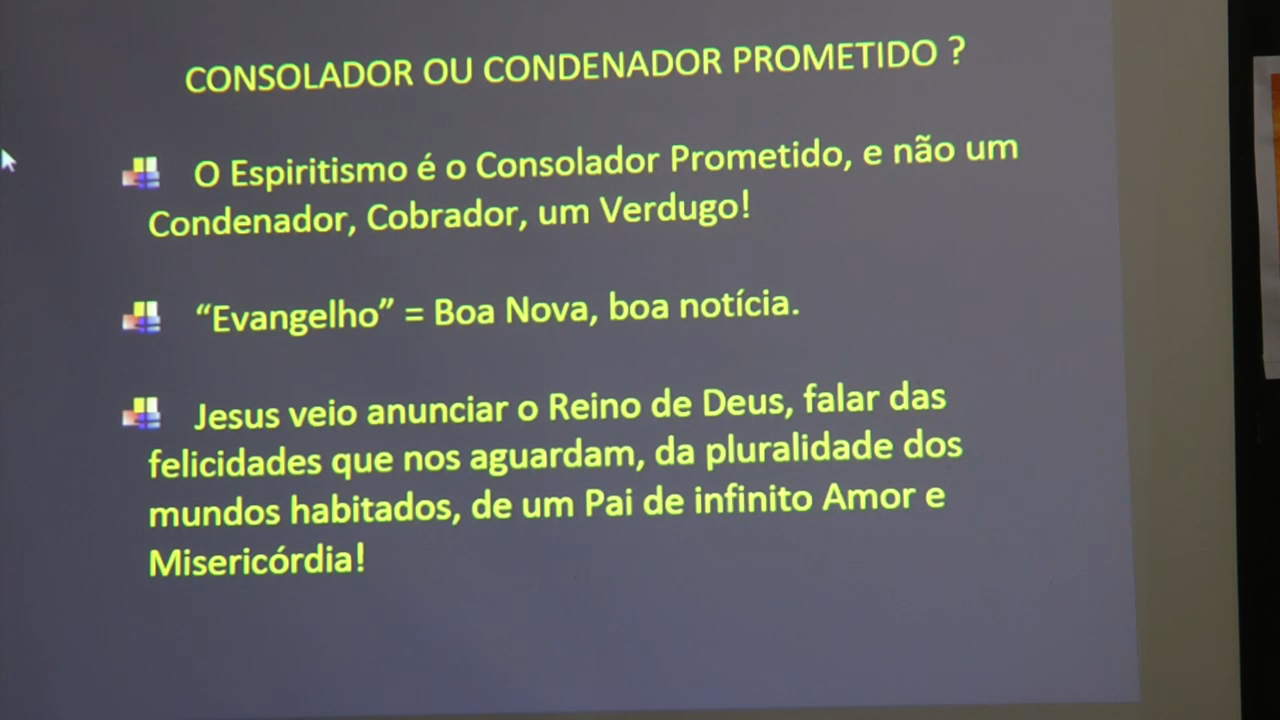 CONSOLADOR OU CONDENADOR PROMETIDO ?
O Espiritismo é o Consolador Prometido, e não um
Condenador, Cobrador, um Verdugo!
“Evangelho” = Boa Nova, boa notícia.
Jesus veio anunciar o Reino de Deus, falar das
felicidades que nos aguardam, da pluralidade dos
mundos habitados, de um Pai de infinito Amor e
Misericórdia!